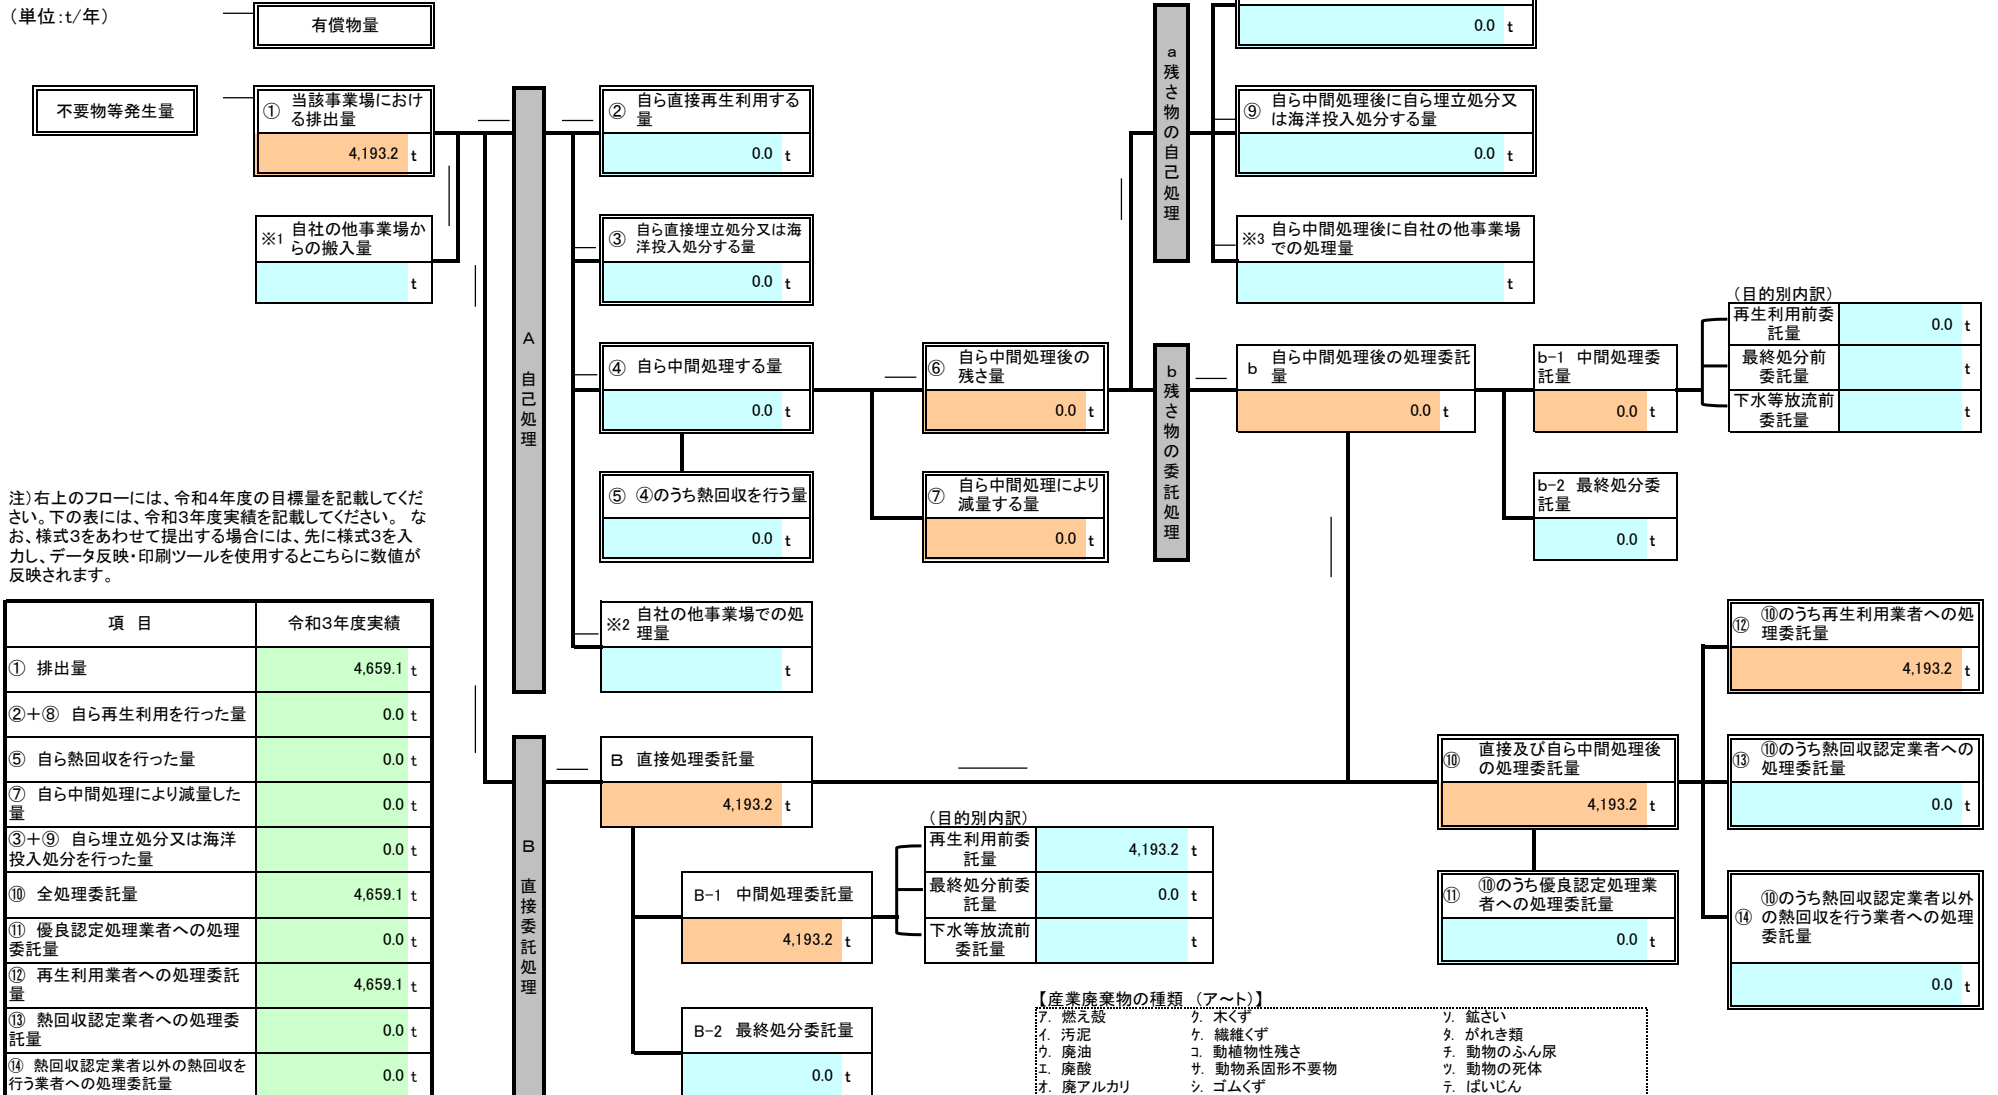 （単位:t/年）
有償物量
不要物等発生量
① 当該事業場におけ
る排出量
4,193.2 t
※1 自社の他事業場か
らの搬入量
t
A 自己処理
② 自ら直接再生利用する
量
0.0 t
③ 自ら直接埋立処分又は海
洋投入処分する量
0.0 t
④ 自ら中間処理する量
0.0 t
⑤ ④のうち熱回収を行う量
0.0 t
※2 自社の他事業場での処
理量
t
⑥ 自ら中間処理後の
残さ量
0.0 t
⑦ 自ら中間処理により
減量する量
0.0 t
a 残さ物の自己処理
0.0 t
⑨ 自ら中間処理後に自ら埋立処分又
は海洋投入処分する量
0.0 t
※3 自ら中間処理後に自社の他事業場
での処理量
t
b 残さ物の委託処理
b 自ら中間処理後の処理委託
量
0.0 t
b-1 中間処理委
託量
0.0 t
（目的別内訳）
再生利用前委
託量
0.0 t
最終処分前
委託量
t
下水等放流前
委託量
t
b-2 最終処分委
託量
0.0 t
注）右上のフローには、令和4年度の目標量を記載してくだ
さい。下の表には、令和3年度実績を記載してください。 な
お、様式3をあわせて提出する場合には、先に様式3を入
力し、データ反映・印刷ツールを使用するとこちらに数値が
反映されます。
項 目 令和3年度実績
① 排出量 4,659.1 t
②+⑧ 自ら再生利用を行った量 0.0 t
⑤ 自ら熱回収を行った量 0.0 t
⑦ 自ら中間処理により減量した
量 0.0 t
③+⑨ 自ら埋立処分又は海洋
投入処分を行った量 0.0 t
⑩ 全処理委託量 4,659.1 t
⑪ 優良認定処理業者への処理
委託量 0.0 t
⑫ 再生利用業者への処理委託
量 4,659.1 t
⑬ 熱回収認定業者への処理委
託量 0.0 t
⑭ 熱回収認定業者以外の熱回収を
行う業者への処理委託量 0.0 t
B 直接委託処理
B 直接処理委託量
4,193.2 t
B-1 中間処理委託量
4,193.2 t
（目的別内訳）
再生利用前委
託量
4,193.2 t
最終処分前委
託量
0.0 t
下水等放流前
委託量
t
B-2 最終処分委託量
0.0 t
⑩ 直接及び自ら中間処理後
の処理委託量
4,193.2 t
⑪ ⑩のうち優良認定処理業
者への処理委託量
0.0 t
⑫ ⑩のうち再生利用業者への処
理委託量
4,193.2 t
⑬ ⑩のうち熱回収認定業者への
処理委託量
0.0 t
⑭ ⑩のうち熱回収認定業者以外
の熱回収を行う業者への処理
委託量
0.0 t
【産業廃棄物の種類 （ア～ト）】
ア. 燃え殻 ク. 木くず ソ. 鉱さい
イ. 汚泥 ケ. 繊維くず タ. がれき類
ウ. 廃油 コ. 動植物性残さ チ. 動物のふん尿
エ. 廃酸 サ. 動物系固形不要物 ツ. 動物の死体
オ. 廃アルカリ シ. ゴムくず テ. ばいじん